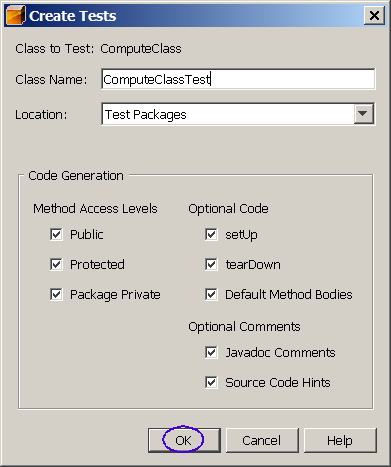 Create Tests
Class to Test: ComputeClass
Class Name: ComputeClassTest
Location: Test Packages
Code Generation
Method Access Levels
Public
Protected
Package Private
Optional Code
setUp
tearDown
Default Method Bodies
Optional Comments
Javadoc Comments
Source Code Hints
OK Cancel Help